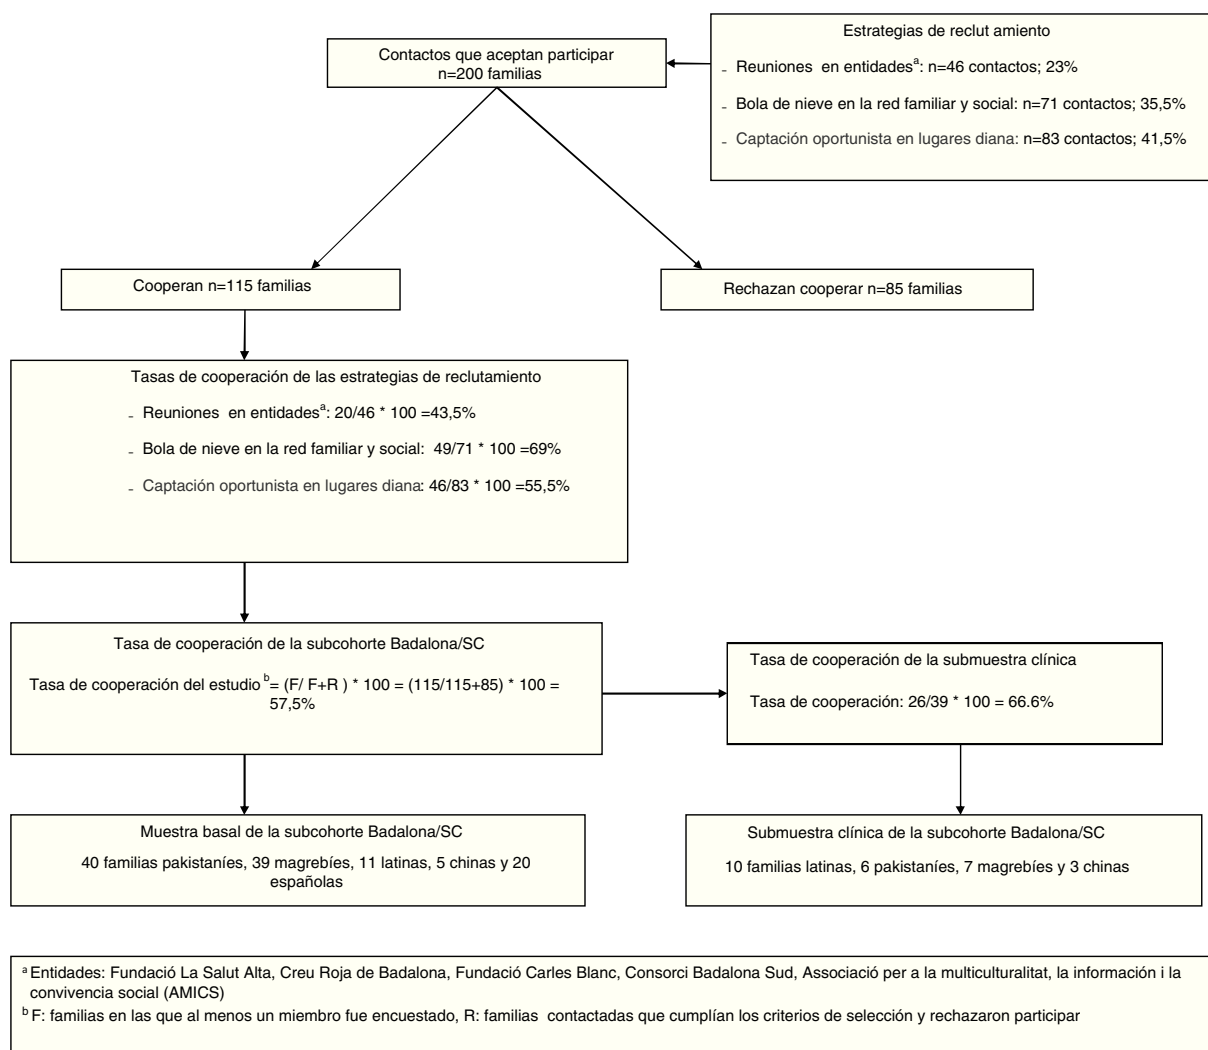 Contactos que aceptan participar
n=200 familias
Estrategias de reclut amiento
- Reuniones en entidadesa: n=46 contactos; 23%
- Bola de nieve en la red familiar y social: n=71 contactos; 35,5%
- Captación oportunista en lugares diana: n=83 contactos; 41,5%
Cooperan n=115 familias
Rechazan cooperar n=85 familias
Tasas de cooperación de las estrategias de reclutamiento
- Reuniones en entidadesa: 20/46 * 100 =43,5%
- Bola de nieve en la red familiar y social: 49/71 * 100 =69%
- Captación oportunista en lugares diana: 46/83 * 100 =55,5%
Tasa de cooperación de la subcohorte Badalona/SC
Tasa de cooperación del estudio b= (F/ F+R ) * 100 = (115/115+85) * 100 =
57,5%
Tasa de cooperación de la submuestra clínica
Tasa de cooperación: 26/39 * 100 = 66.6%
Muestra basal de la subcohorte Badalona/SC
40 familias pakistaníes, 39 magrebíes, 11 latinas, 5 chinas y 20
españolas
Submuestra clínica de la subcohorte Badalona/SC
10 familias latinas, 6 pakistaníes, 7 magrebíes y 3 chinas
a Entidades: Fundació La Salut Alta, Creu Roja de Badalona, Fundació Carles Blanc, Consorci Badalona Sud, Associació per a la multiculturalitat, la información i la
convivencia social (AMICS)
b F: familias en las que al menos un miembro fue encuestado, R: familias contactadas que cumplían los criterios de selección y rechazaron participar